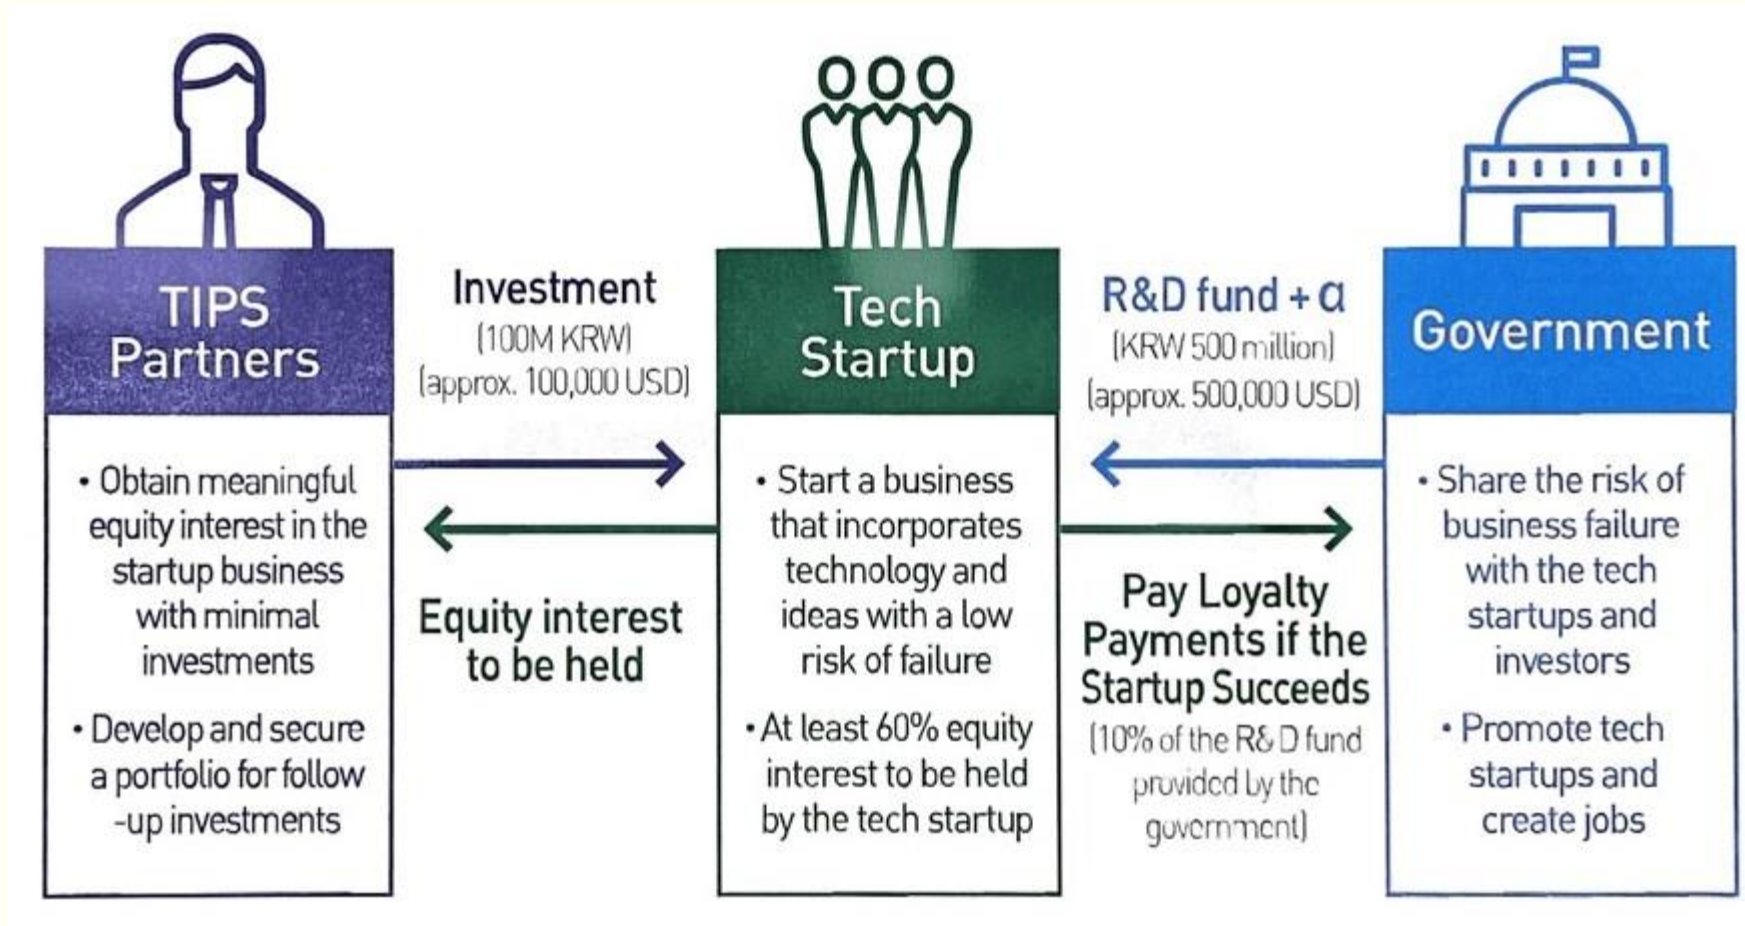 TIPS
Partners
Investment
(100M KRW)
(approx. 100,000 USD)
Tech
Startup
R&D fund + α
(KRW 500 million)
(approx. 500,000 USD)
Government
• Obtain meaningful
equity interest in the
startup business
with minimal
investments
• Develop and secure
a portfolio for follow
-up investments
Equity interest
to be held
• Start a business
that incorporates
technology and
ideas with a low
risk of failure
• At least 60% equity
interest to be held
by the tech startup
Pay Loyalty
Payments if the
Startup Succeeds
(10% of the R&D fund
provided by the
government)
• Share the risk of
business failure
with the tech
startups and
investors
• Promote tech
startups and
create jobs